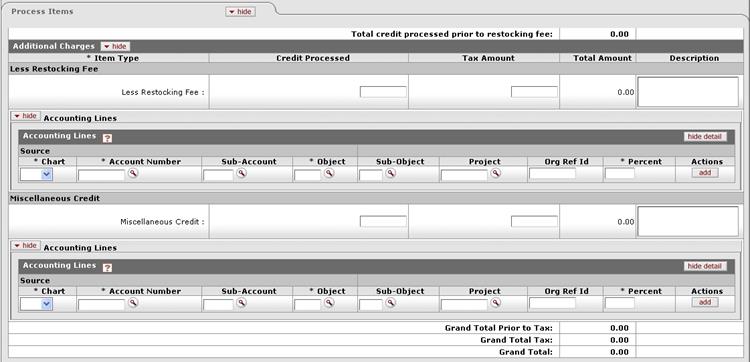 Process Items hide
Total credit processed prior to restocking fee: 0.00
Additional Charges hide
* Item Type Credit Processed Tax Amount Total Amount Description
Less Restocking Fee
Less Restocking Fee : 0.00
hide Accounting Lines
Accounting Lines ? hide detail
Source
* Chart * Account Number Sub-Account * Object Sub-Object Project Org Ref Id * Percent Actions
add
Miscellaneous Credit
Miscellaneous Credit : 0.00
hide Accounting Lines
Accounting Lines ? hide detail
Source
* Chart * Account Number Sub-Account * Object Sub-Object Project Org Ref Id * Percent Actions
add
Grand Total Prior to Tax: 0.00
Grand Total Tax: 0.00
Grand Total: 0.00